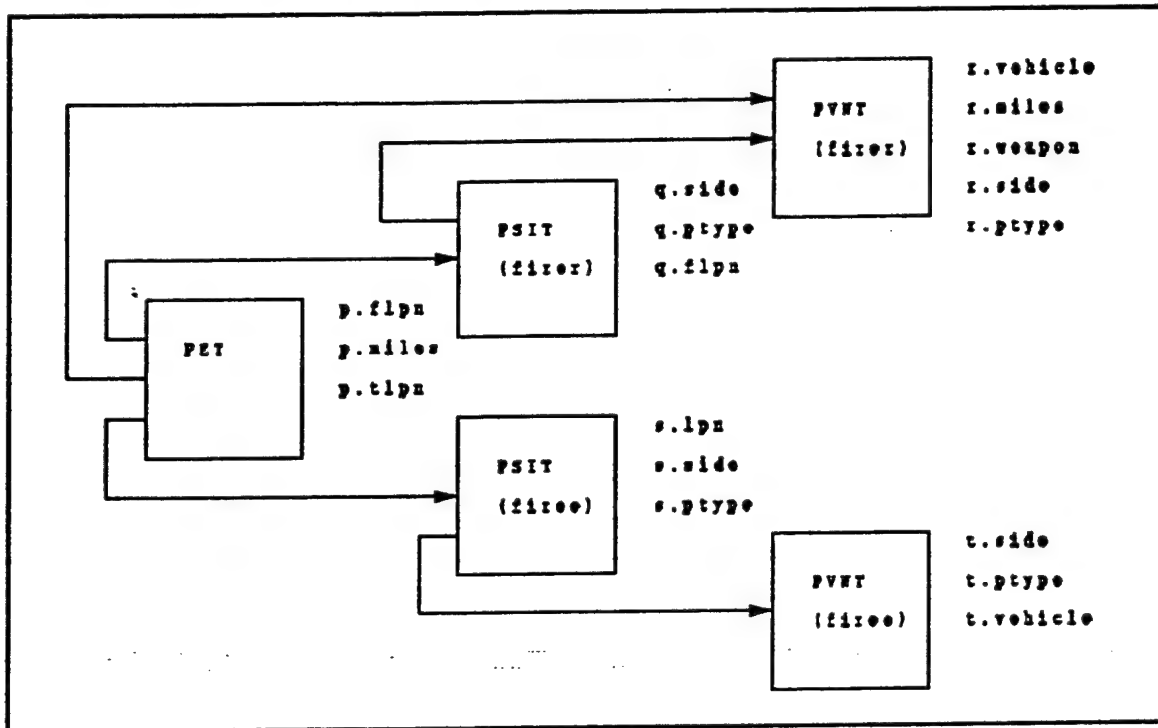 PVNT
(firer)
r.vehicle
r.miles
r.weapon
r.side
r.ptype
PSIT
(firer)
q.side
q.ptype
q.flpn
PET
p.flpn
p.miles
p.tlpn
PSIT
(firee)
s.lpn
s.side
s.ptype
PVNT
(firee)
t.side
t.ptype
t.vehicle